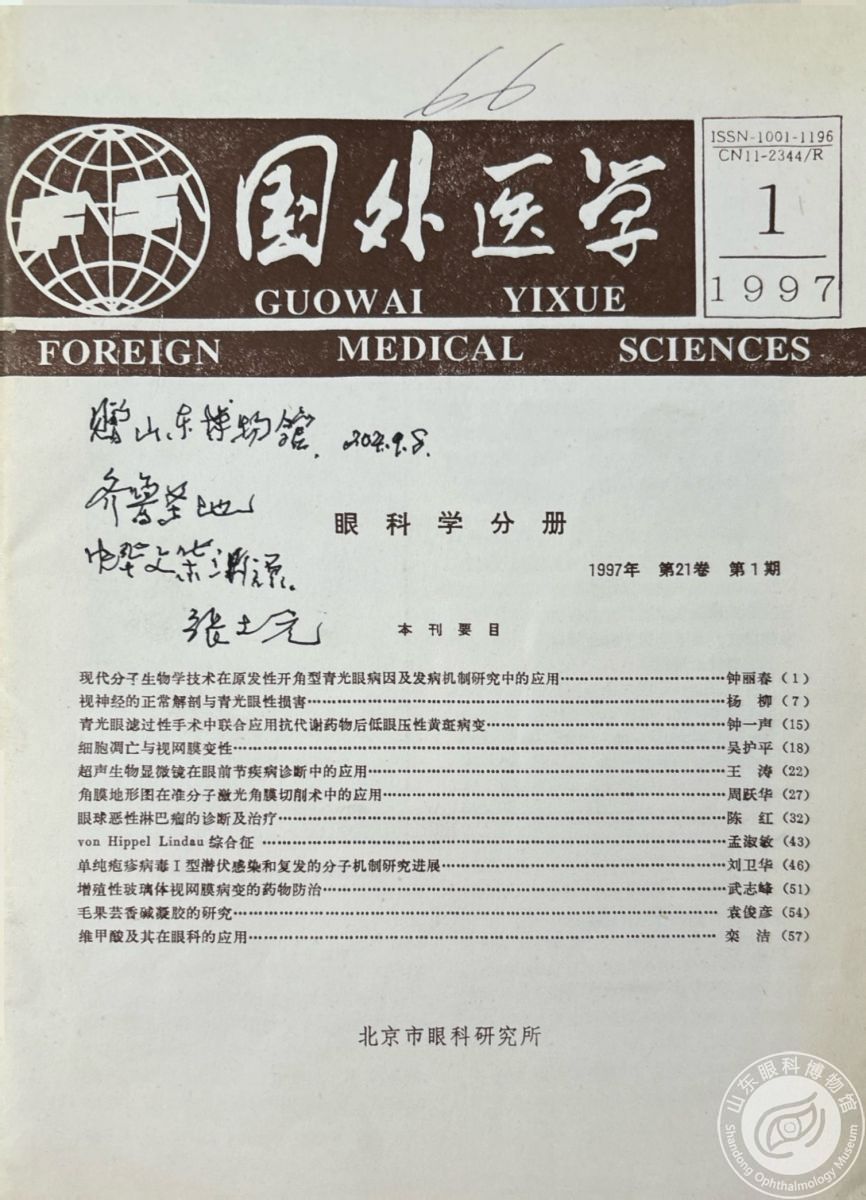 66
国外医学
GUOWAI YIXUE
ISSN-1001-1196
CN11-2344/R
1
1997
FOREIGN MEDICAL SCIENCES
赠山东博物馆.
齐鲁圣地
张士元
眼科学分册
1997年 第21卷 第1期
本刊要目
现代分子生物学技术在原发性开角型青光眼病因及发病机制研究中的应用……钟丽春(1)
视神经的正常解剖与青光眼性损害……杨 柳(7)
青光眼滤过性手术中联合应用抗代谢药物后低眼压性黄斑病变……钟一声(15)
细胞凋亡与视网膜变性……吴护平(18)
超声生物显微镜在眼前节疾病诊断中的应用……王 涛(22)
角膜地形图在准分子激光角膜切削术中的应用……周跃华(27)
眼球恶性淋巴瘤的诊断及治疗……陈 红(32)
von Hippel Lindau综合征……孟淑敏(43)
单纯疱疹病毒Ⅰ型潜伏感染和复发的分子机制研究进展……刘卫华(46)
增殖性玻璃体视网膜病变的药物防治……武志峰(51)
毛果芸香碱凝胶的研究……袁俊彦(54)
维甲酸及其在眼科的应用……栾 洁(57)
北京市眼科研究所
山东眼科博物馆
Shandong Ophthalmology Museum